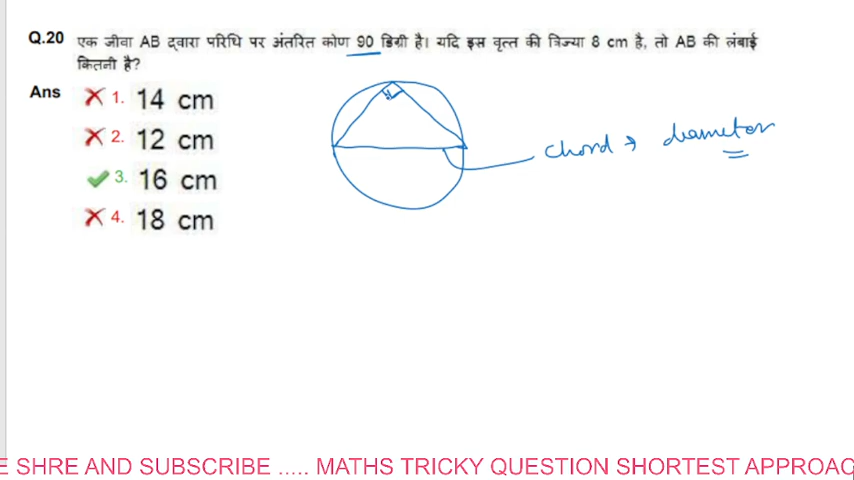 Q.20 एक जीवा AB द्वारा परिधि पर अंतरित कोण 90 डिग्री है। यदि इस वृत्त की त्रिज्या 8 cm है, तो AB की लंबाई
कितनी है?
Ans 1. 14 cm
2. 12 cm
3. 16 cm
4. 18 cm
chord → diameter
E SHRE AND SUBSCRIBE ..... MATHS TRICKY QUESTION SHORTEST APPROAC